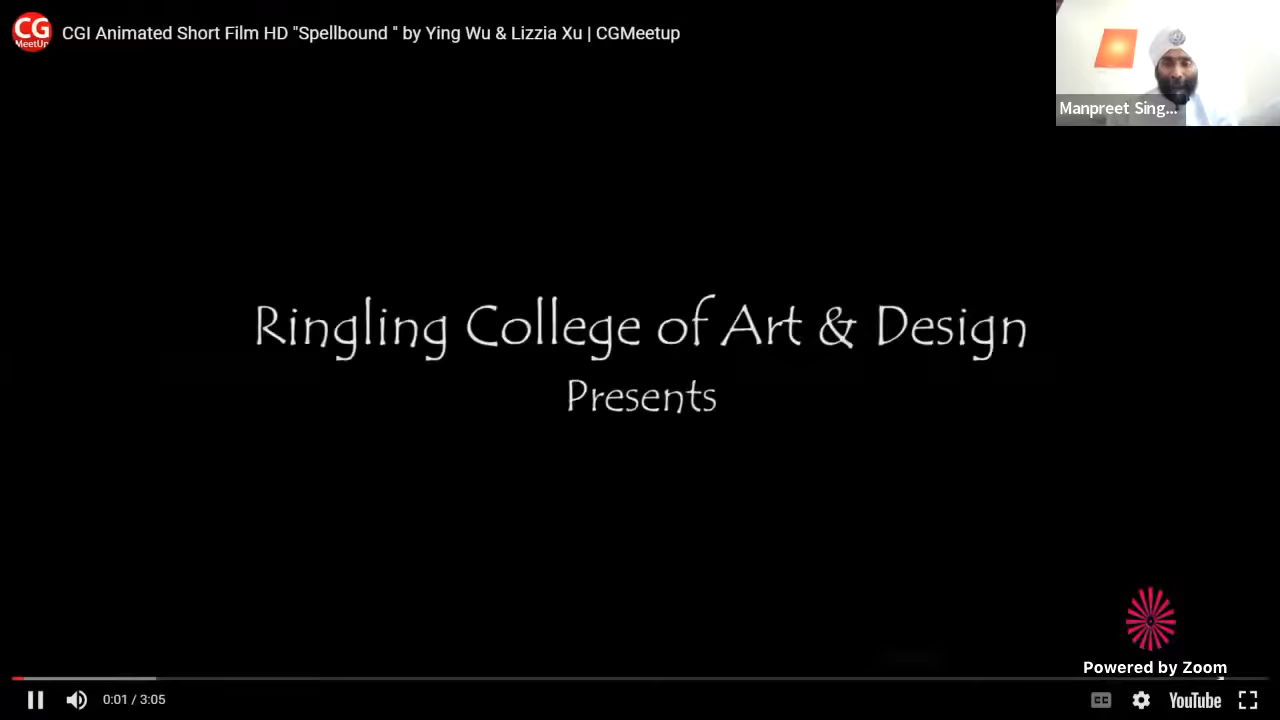 CG
MeetUp
CGI Animated Short Film HD "Spellbound " by Ying Wu & Lizzia Xu | CGMeetup
Manpreet Sing...
Ringling College of Art & Design
Presents
Powered by Zoom
0:01 / 3:05
CC
YouTube